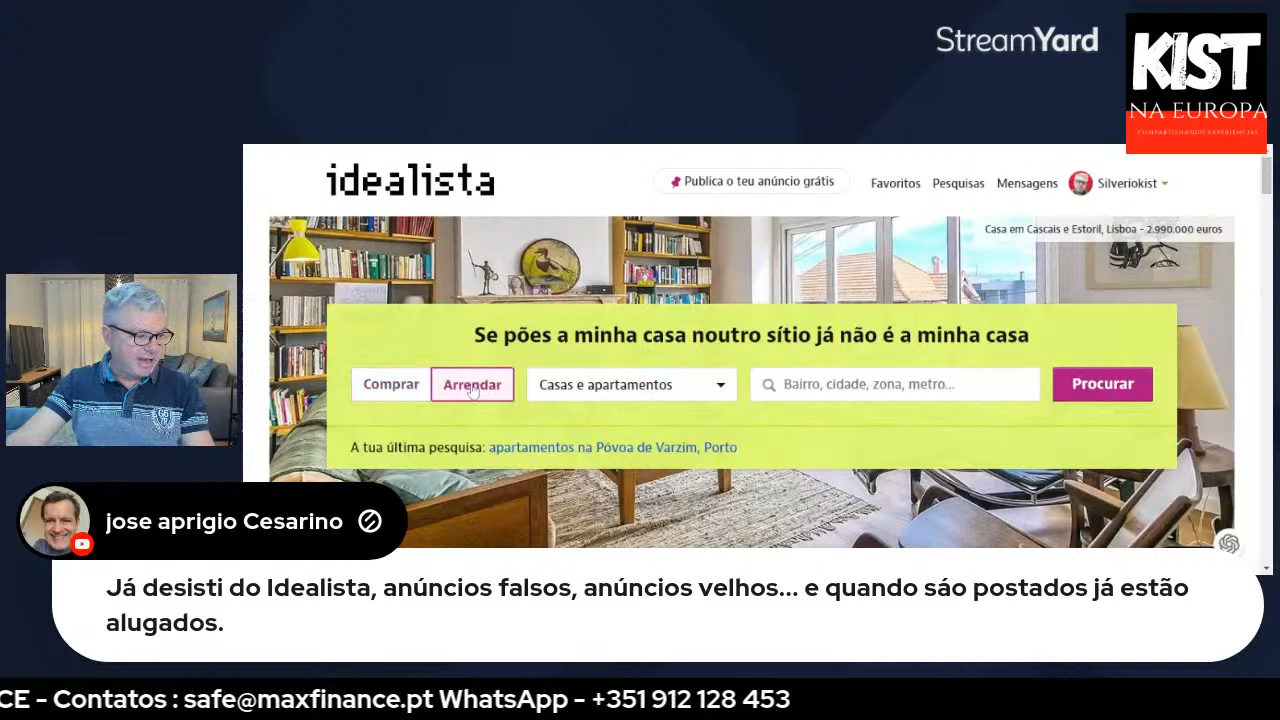 StreamYard
KIST
NA EUROPA
COMPARTILHANDO EXPERIÊNCIAS
idealista
Publica o teu anúncio grátis
Favoritos
Pesquisas
Mensagens
Silveriokist
Casa em Cascais e Estoril, Lisboa - 2.990.000 euros
Se pões a minha casa noutro sítio já não é a minha casa
Comprar
Arrendar
Casas e apartamentos
Bairro, cidade, zona, metro...
Procurar
A tua última pesquisa: apartamentos na Póvoa de Varzim, Porto
jose aprigio Cesarino
Já desisti do Idealista, anúncios falsos, anúncios velhos... e quando sáo postados já estão
alugados.
CE - Contatos : safe@maxfinance.pt WhatsApp - +351 912 128 453